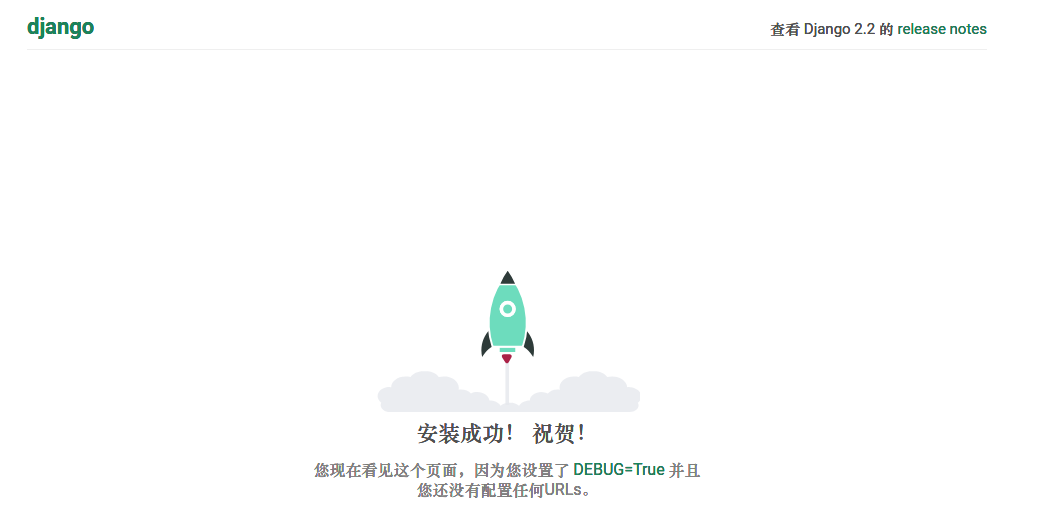 django
查看 Django 2.2 的 release notes
安装成功！ 祝贺！
您现在看见这个页面，因为您设置了 DEBUG=True 并且
您还没有配置任何URLs。